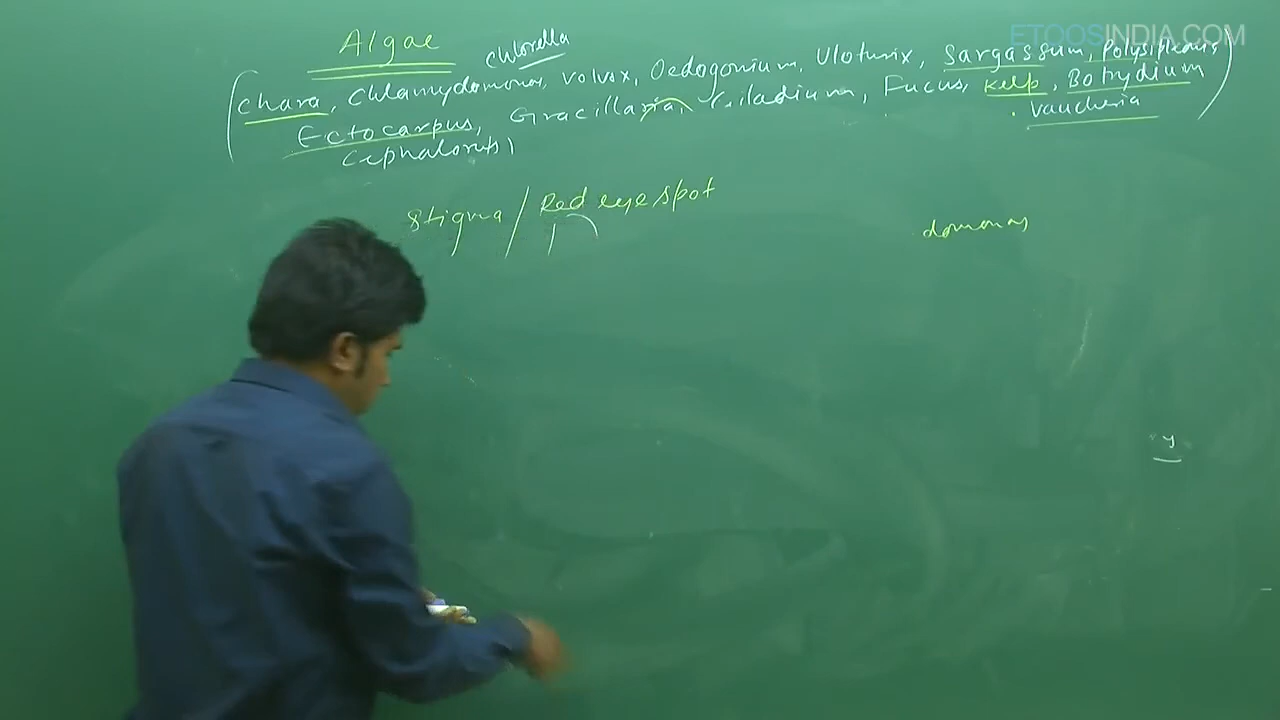 ETOOSINDIA.COM
Algae
Chlorella
(Chara, Chlamydomonas, Volvox, Oedogonium, Ulothrix, Sargassum, Polysiphonia
Ectocarpus, Gracillaria, Giladium, Fucus, Kelp, Botrydium
Vaucheria)
Stigma / Red eye spot
domonas
y